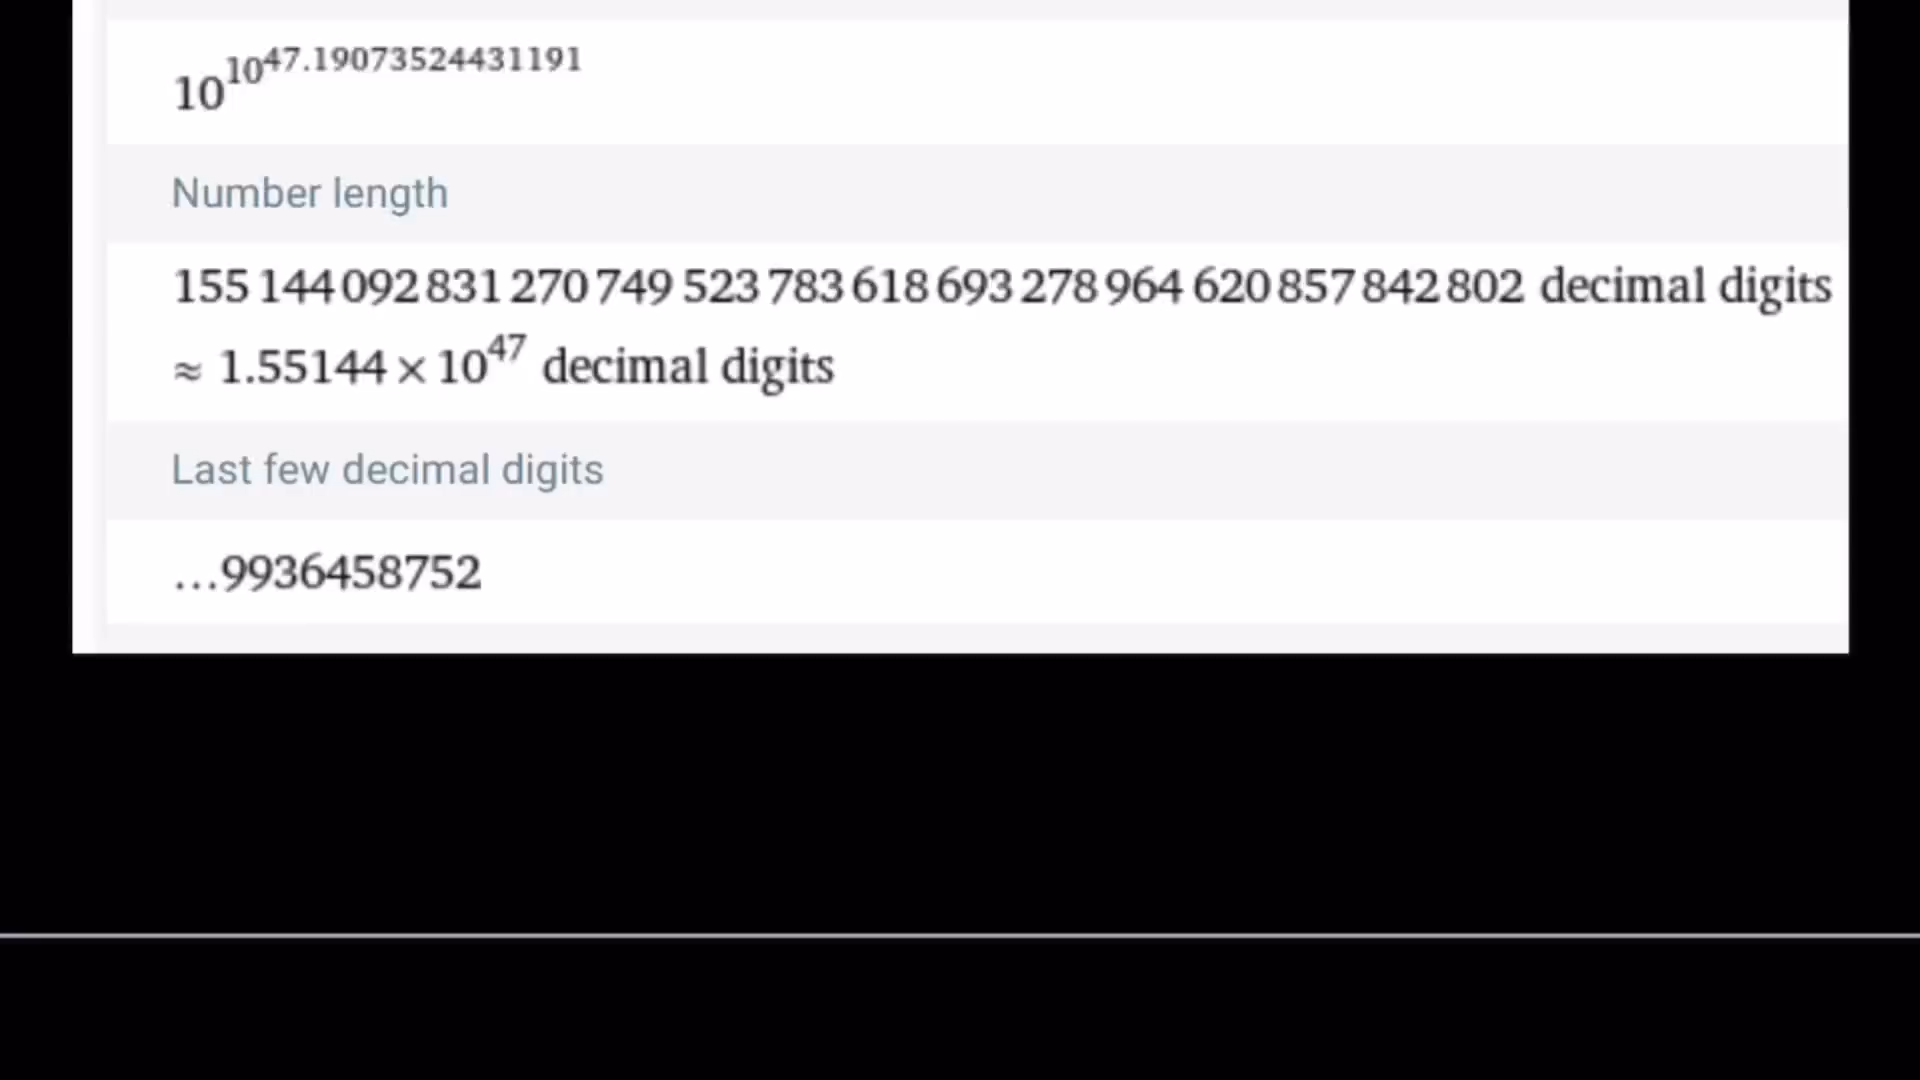 10^10^47.19073524431191
Number length
155 144 092 831 270 749 523 783 618 693 278 964 620 857 842 802 decimal digits
≈ 1.55144 × 10^47 decimal digits
Last few decimal digits
...9936458752